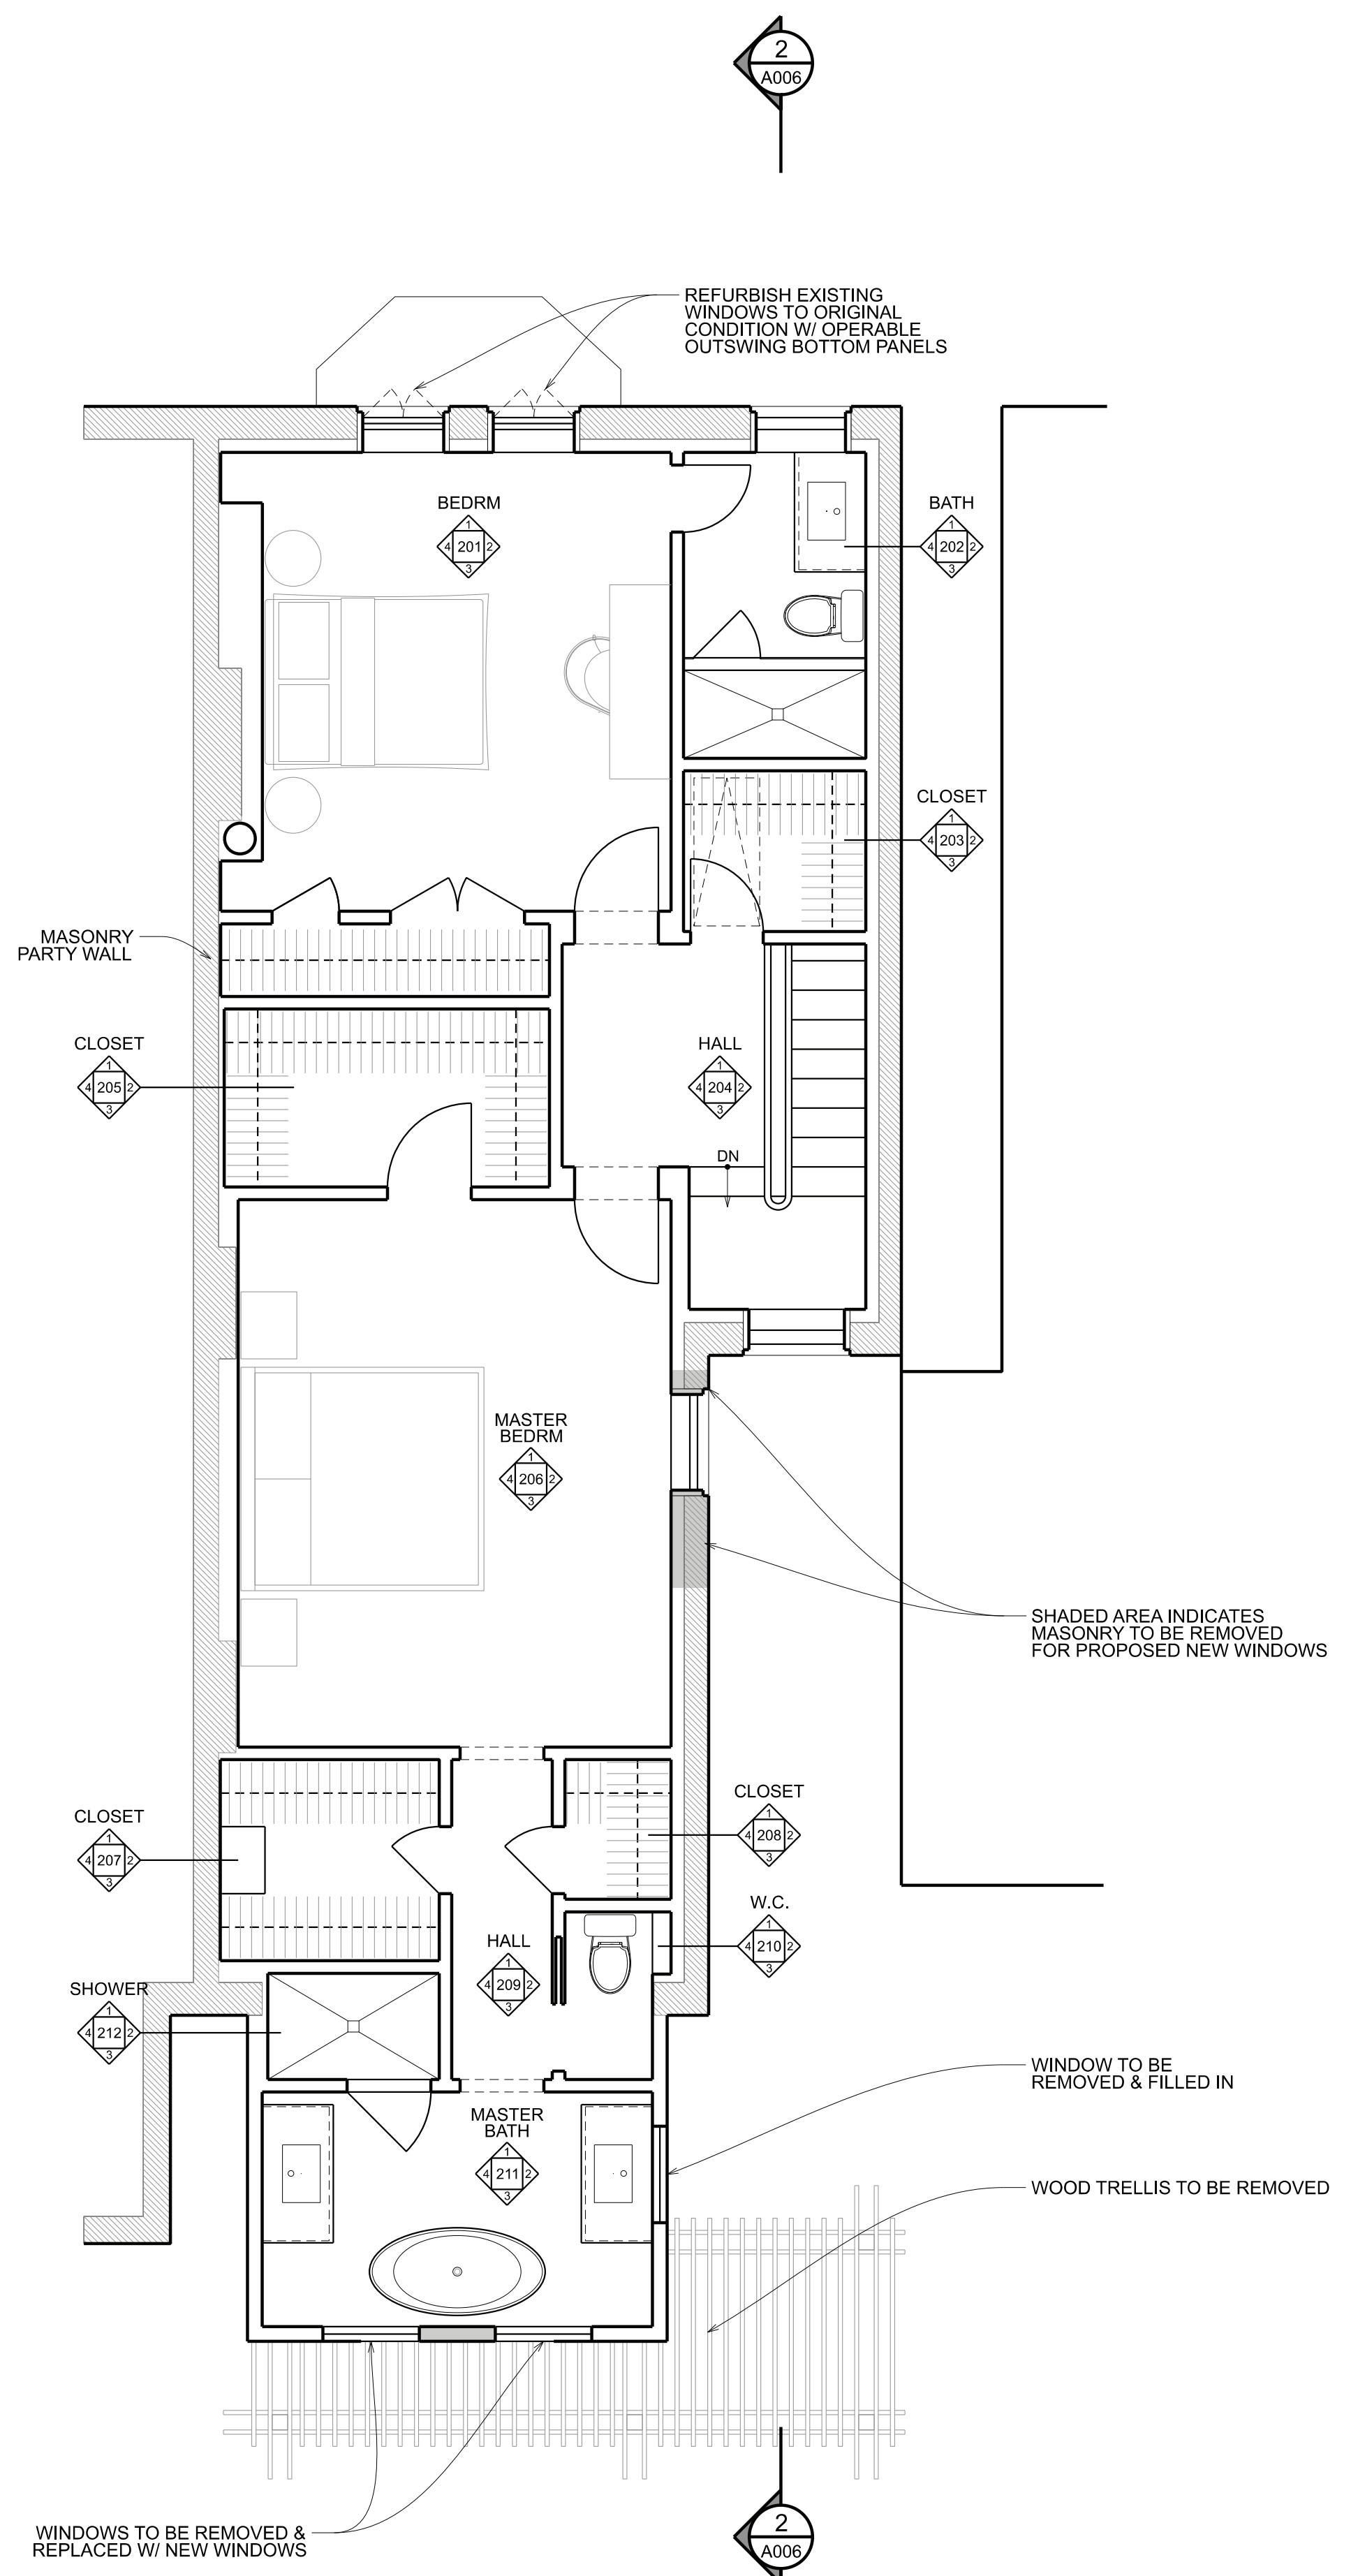 2
A006
REFURBISH EXISTING
WINDOWS TO ORIGINAL
CONDITION W/ OPERABLE
OUTSWING BOTTOM PANELS
BEDRM
1
4 201 2
3
BATH
1
4 202 2
3
CLOSET
1
4 203 2
3
MASONRY
PARTY WALL
CLOSET
1
4 205 2
3
HALL
1
4 204 2
3
DN
MASTER
BEDRM
1
4 206 2
3
SHADED AREA INDICATES
MASONRY TO BE REMOVED
FOR PROPOSED NEW WINDOWS
CLOSET
1
4 207 2
3
CLOSET
1
4 208 2
3
W.C.
1
4 210 2
3
HALL
1
4 209 2
3
SHOWER
1
4 212 2
3
WINDOW TO BE
REMOVED & FILLED IN
MASTER
BATH
1
4 211 2
3
WOOD TRELLIS TO BE REMOVED
WINDOWS TO BE REMOVED &
REPLACED W/ NEW WINDOWS
2
A006